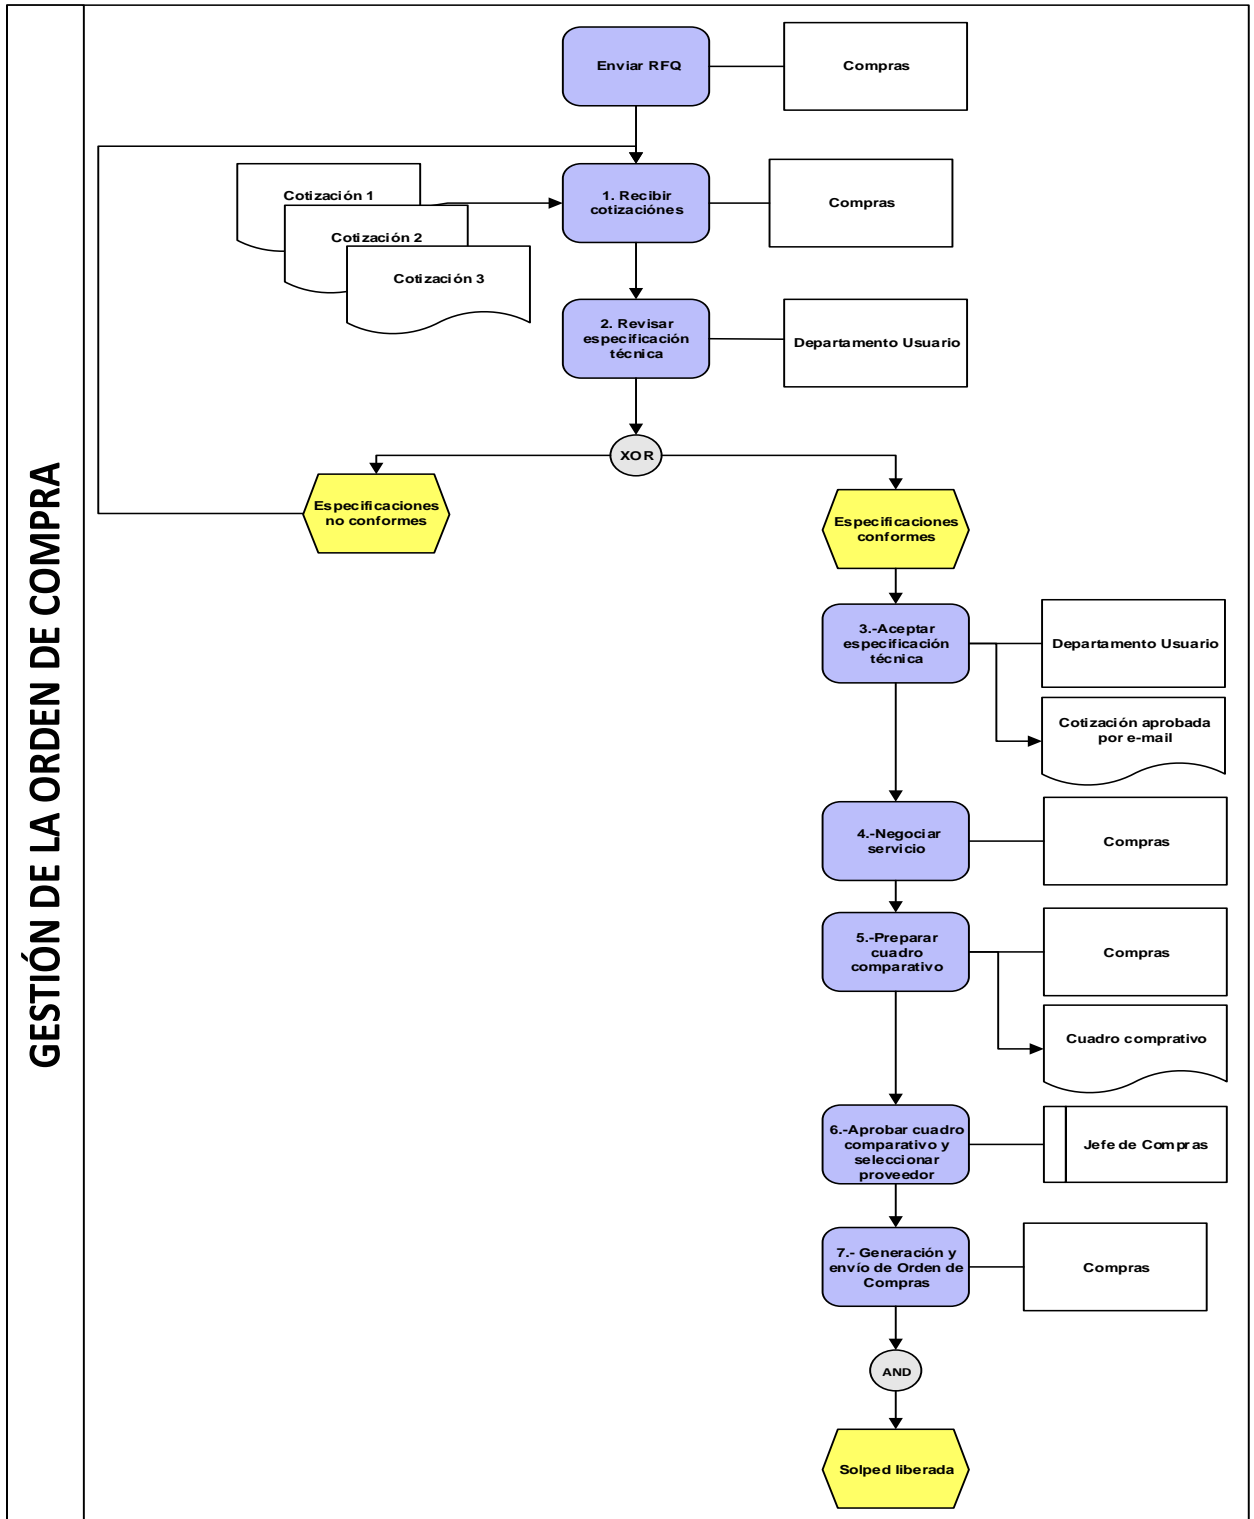 GESTIÓN DE LA ORDEN DE COMPRA
Enviar RFQ
Compras
Cotización 1
Cotización 2
Cotización 3
1. Recibir
cotizaciónes
Compras
2. Revisar
especificación
técnica
Departamento Usuario
XOR
Especificaciones
no conformes
Especificaciones
conformes
3.-Aceptar
especificación
técnica
Departamento Usuario
Cotización aprobada
por e-mail
4.-Negociar
servicio
Compras
5.-Preparar
cuadro
comparativo
Compras
Cuadro comprativo
6.-Aprobar cuadro
comparativo y
seleccionar
proveedor
Jefe de Compras
7.- Generación y
envío de Orden de
Compras
Compras
AND
Solped liberada